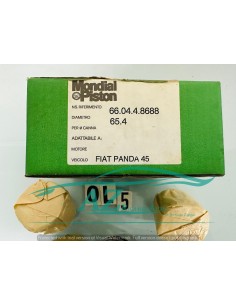 Mondial
Piston
NS. RIFERIMENTO 66.04.4.8688
DIAMETRO 65.4
PER Ø CANNA
ADATTABILE A:
MOTORE
VEICOLO FIAT PANDA 45
OL 5